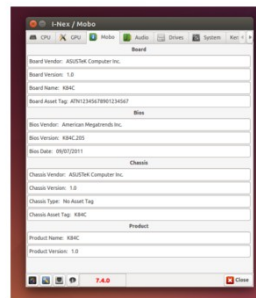 I-Nex / Mobo
CPU GPU Mobo Audio Drives System Ker
Board
Board Vendor: ASUSTeK Computer Inc.
Board Version: 1.0
Board Name: K84C
Board Asset Tag: ATN12345678901234567
Bios
Bios Vendor: American Megatrends Inc.
Bios Version: K84C.205
Bios Date: 09/07/2011
Chassis
Chassis Vendor: ASUSTeK Computer Inc.
Chassis Version: 1.0
Chassis Type: No Asset Tag
Chassis Asset Tag: K84C
Product
Product Name: K84C
Product Version: 1.0
7.4.0 Close